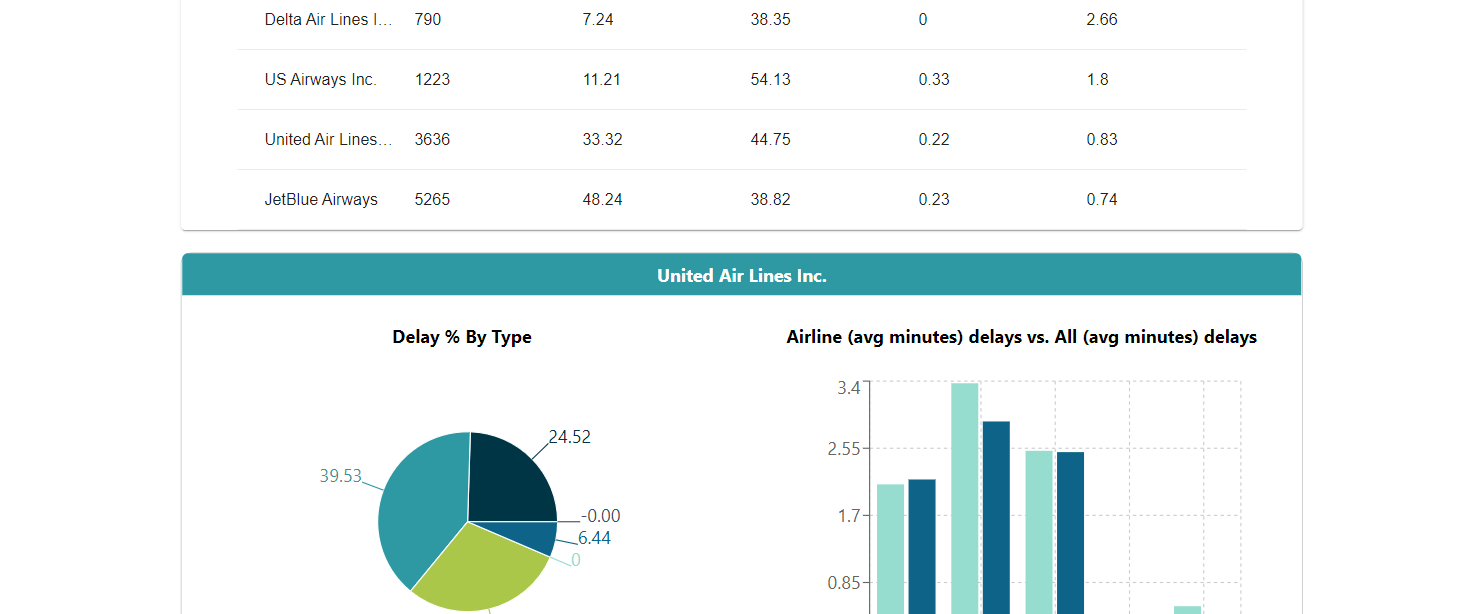 Delta Air Lines I... 790 7.24 38.35 0 2.66
US Airways Inc. 1223 11.21 54.13 0.33 1.8
United Air Lines... 3636 33.32 44.75 0.22 0.83
JetBlue Airways 5265 48.24 38.82 0.23 0.74
United Air Lines Inc.
Delay % By Type
24.52
39.53
-0.00
6.44
0
Airline (avg minutes) delays vs. All (avg minutes) delays
3.4
2.55
1.7
0.85